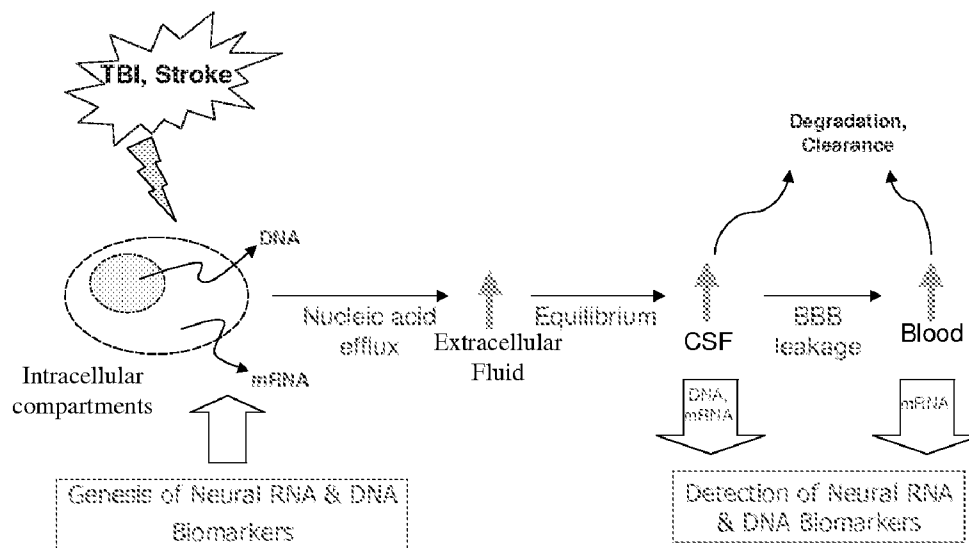 TBI, Stroke
Degradation,
Clearance
DNA
Nucleic acid
efflux
Extracellular
Fluid
Equilibrium
CSF
BBB
leakage
Blood
Intracellular
compartments
mRNA
DNA,
mRNA
mRNA
Genesis of Neural RNA & DNA
Biomarkers
Detection of Neural RNA
& DNA Biomarkers